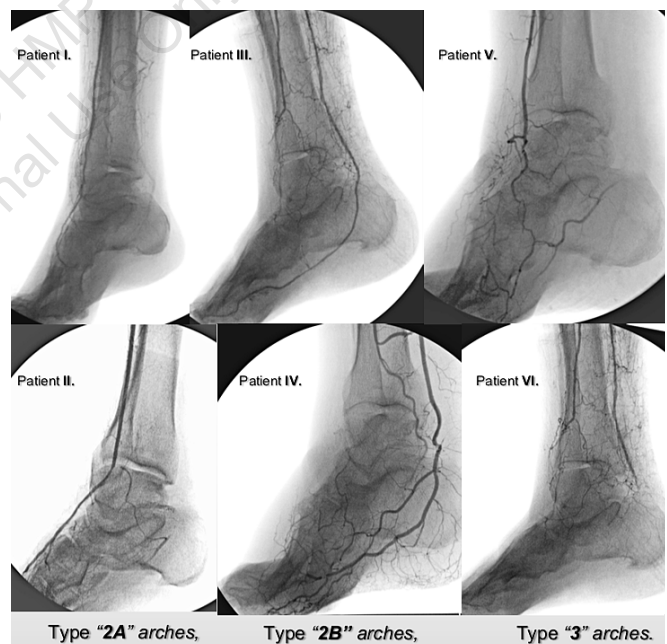 Patient I.
Patient III.
Patient V.
Patient II.
Patient IV.
Patient VI.
Type “2A” arches,
Type “2B” arches,
Type “3” arches.